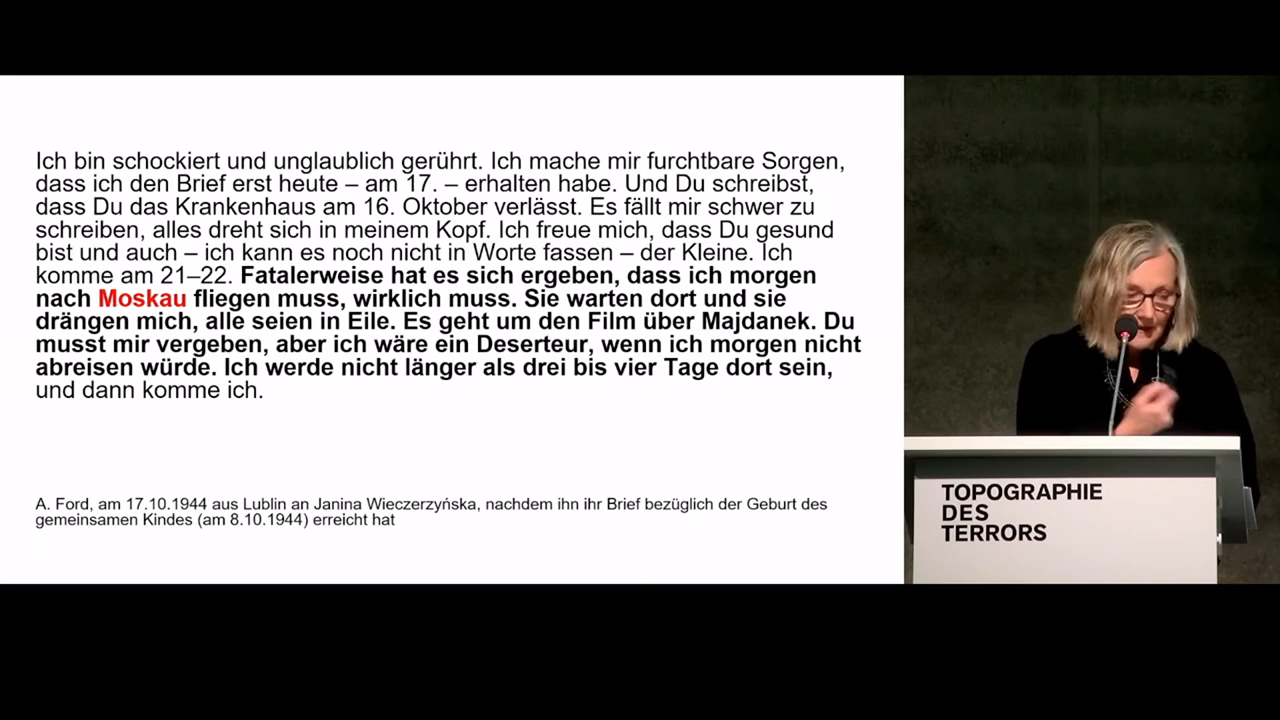 Ich bin schockiert und unglaublich gerührt. Ich mache mir furchtbare Sorgen,
dass ich den Brief erst heute – am 17. – erhalten habe. Und Du schreibst,
dass Du das Krankenhaus am 16. Oktober verlässt. Es fällt mir schwer zu
schreiben, alles dreht sich in meinem Kopf. Ich freue mich, dass Du gesund
bist und auch – ich kann es noch nicht in Worte fassen – der Kleine. Ich
komme am 21–22. Fatalerweise hat es sich ergeben, dass ich morgen
nach Moskau fliegen muss, wirklich muss. Sie warten dort und sie
drängen mich, alle seien in Eile. Es geht um den Film über Majdanek. Du
musst mir vergeben, aber ich wäre ein Deserteur, wenn ich morgen nicht
abreisen würde. Ich werde nicht länger als drei bis vier Tage dort sein,
und dann komme ich.
A. Ford, am 17.10.1944 aus Lublin an Janina Wieczerzyńska, nachdem ihn ihr Brief bezüglich der Geburt des
gemeinsamen Kindes (am 8.10.1944) erreicht hat
TOPOGRAPHIE
DES
TERRORS